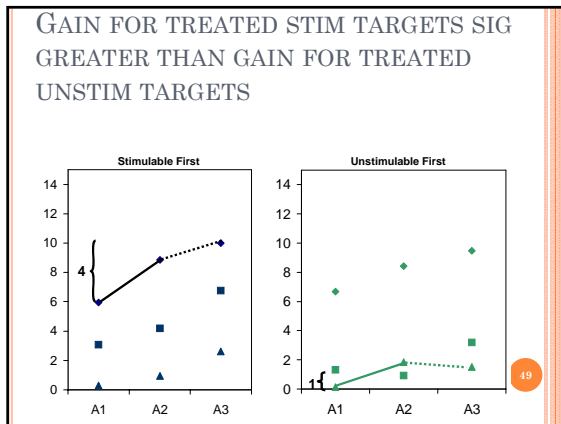 GAIN FOR TREATED STIM TARGETS SIG
GREATER THAN GAIN FOR TREATED
UNSTIM TARGETS
Stimulable First
14
12
10
8
6
4
2
0
4
A1 A2 A3
Unstimulable First
14
12
10
8
6
4
2
0
1
A1 A2 A3
49